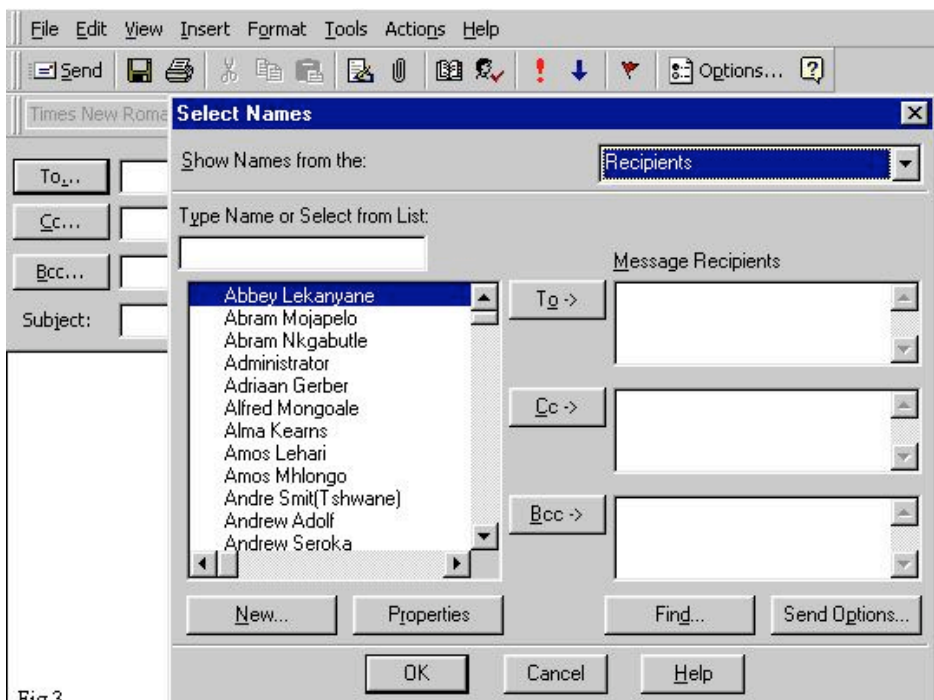 File Edit View Insert Format Tools Actions Help
Send Options...
Select Names
Show Names from the: Recipients
To...
Cc...
Bcc...
Subject:
Type Name or Select from List:
Message Recipients
Abbey Lekanyane
Abram Mojapelo
Abram Nkgabutle
Administrator
Adriaan Gerber
Alfred Mongoale
Alma Kearns
Amos Lehari
Amos Mhlongo
Andre Smit(Tshwane)
Andrew Adolf
Andrew Seroka
To ->
Cc ->
Bcc ->
New... Properties Find... Send Options...
OK Cancel Help
Fig 3